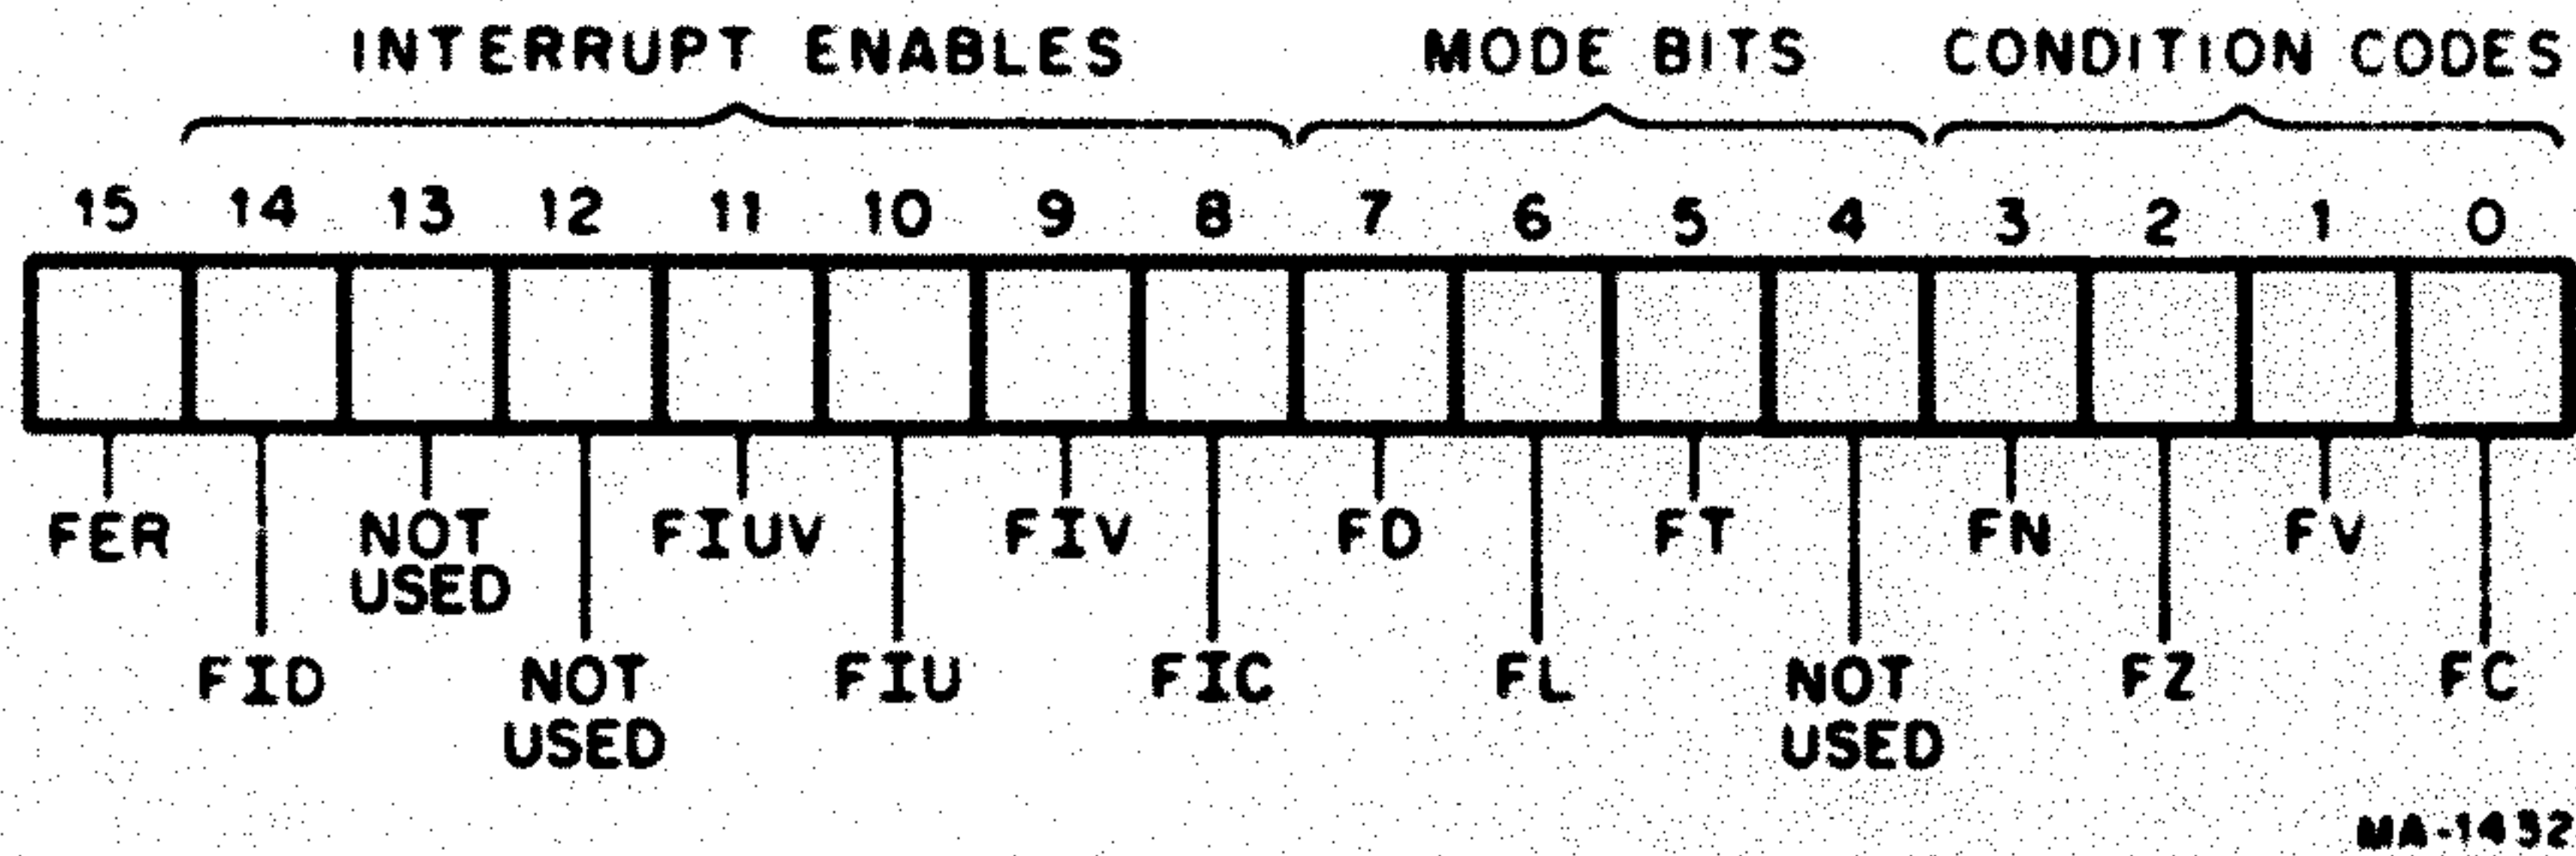 INTERRUPT ENABLES MODE BITS CONDITION CODES
15 14 13 12 11 10 9 8 7 6 5 4 3 2 1 0
FER NOT FIUV FIV FD FT FN FV
USED
FID NOT FIU FIC FL NOT FZ FC
USED USED
MA-1432